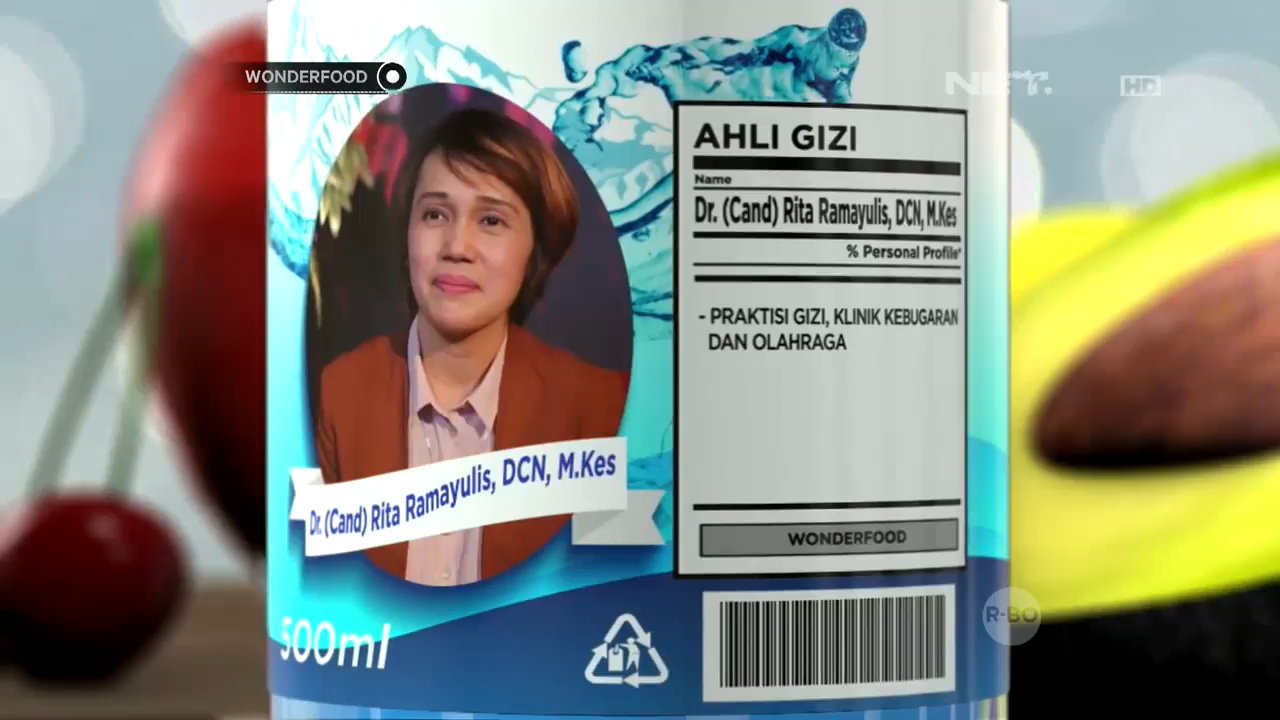 WONDERFOOD
NET.
HD
AHLI GIZI
Name
Dr. (Cand) Rita Ramayulis, DCN, M.Kes
% Personal Profile*
- PRAKTISI GIZI, KLINIK KEBUGARAN
DAN OLAHRAGA
Dr. (Cand) Rita Ramayulis, DCN, M.Kes
WONDERFOOD
R-BO
500ml